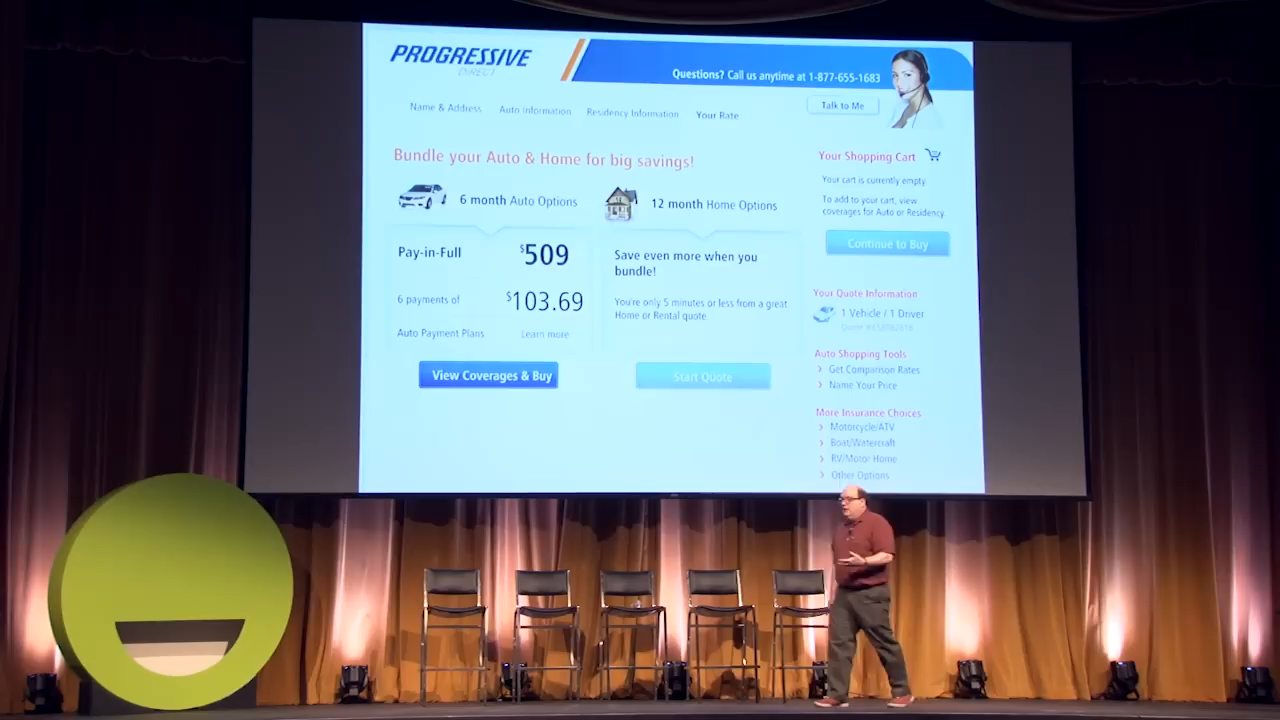 PROGRESSIVE
DIRECT
Questions? Call us anytime at 1-877-655-1683
Talk to Me
Name & Address
Auto Information
Residency Information
Your Rate
Bundle your Auto & Home for big savings!
6 month Auto Options
12 month Home Options
Pay-in-Full
$509
6 payments of
$103.69
Auto Payment Plans
Learn more
View Coverages & Buy
Save even more when you
bundle!
You're only 5 minutes or less from a great
Home or Rental quote
Start Quote
Your Shopping Cart
Your cart is currently empty.
To add to your cart, view
coverages for Auto or Residency.
Continue to Buy
Your Quote Information
1 Vehicle / 1 Driver
Auto Shopping Tools
Get Comparison Rates
Name Your Price
More Insurance Choices
Motorcycle/ATV
Boat/Watercraft
RV/Motor Home
Other Options